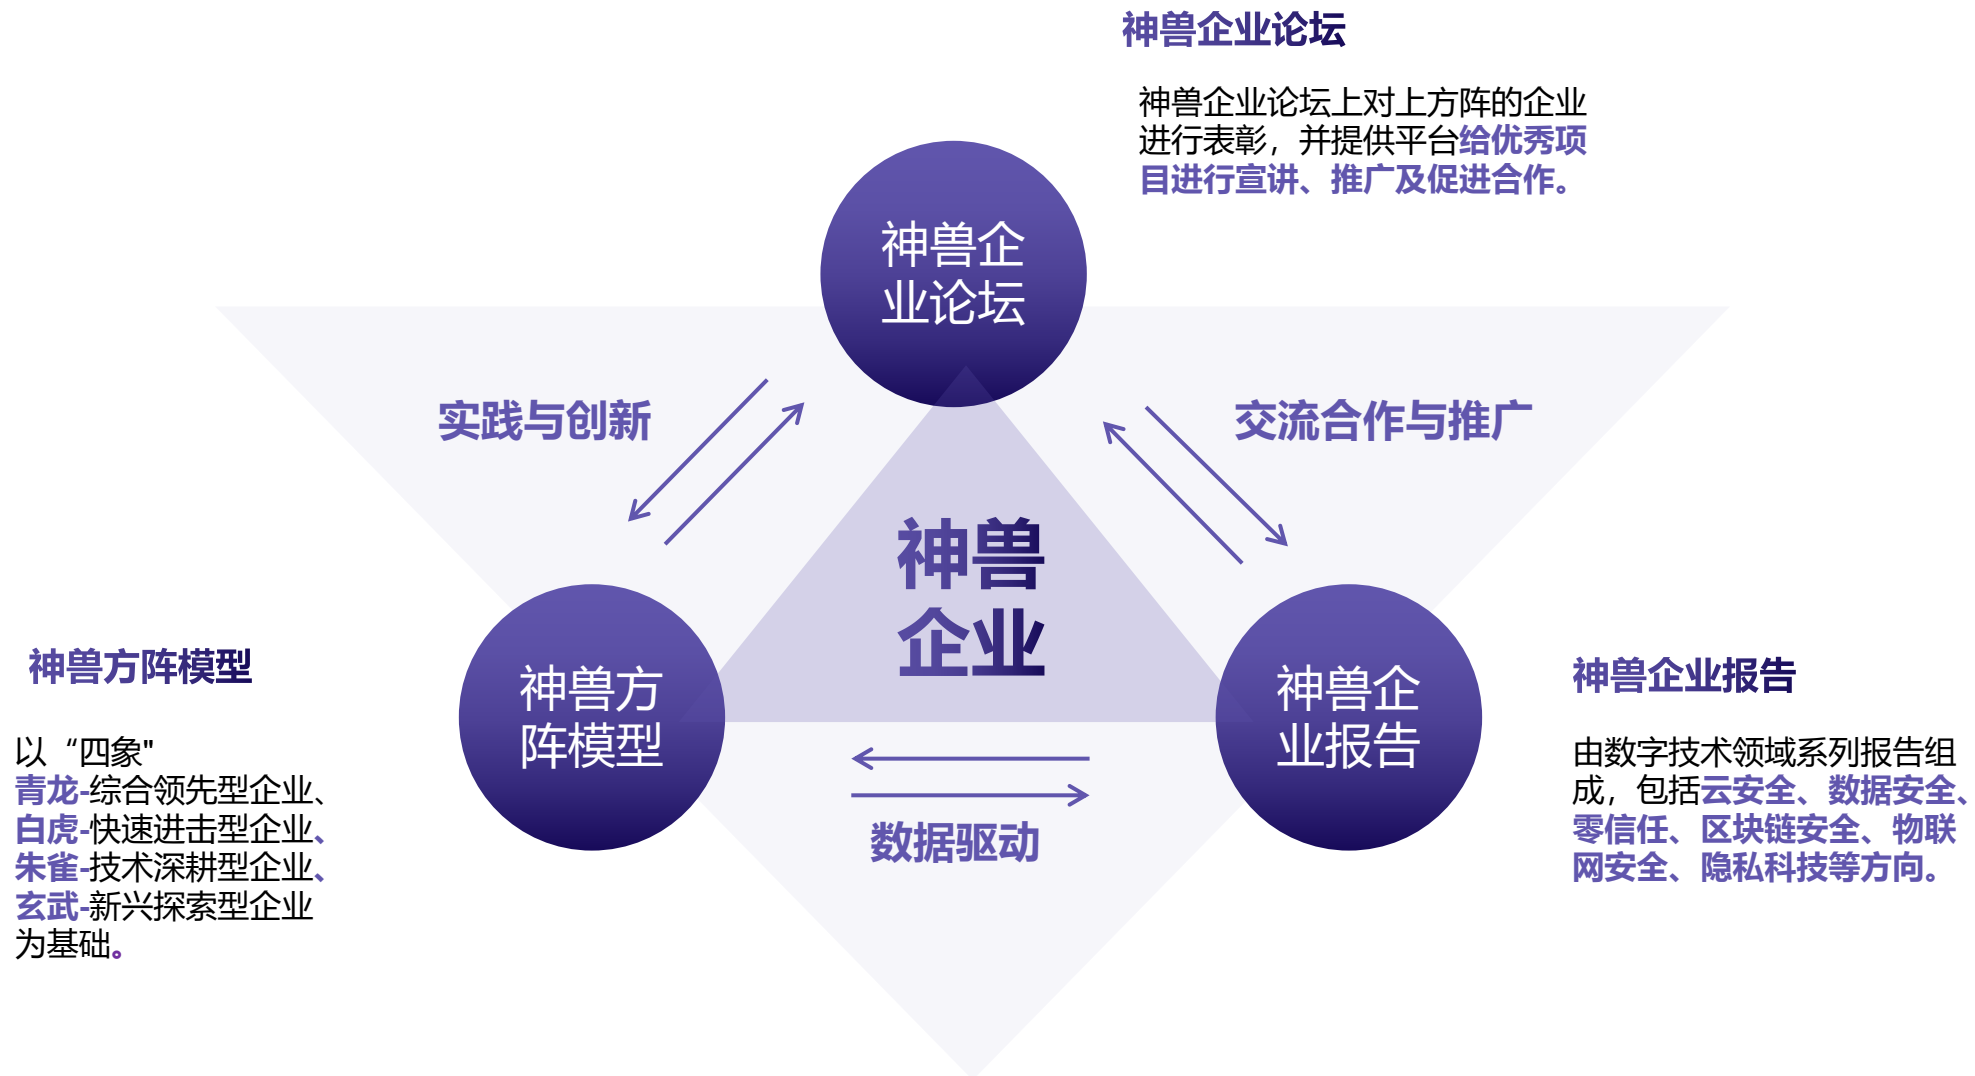 神兽企业论坛
神兽企业论坛上对上方阵的企业
进行表彰，并提供平台给优秀项
目进行宣讲、推广及促进合作。
神兽企
业论坛
实践与创新
交流合作与推广
神兽
企业
神兽方阵模型
以“四象"
青龙-综合领先型企业、
白虎-快速进击型企业、
朱雀-技术深耕型企业、
玄武-新兴探索型企业
为基础。
神兽方
阵模型
神兽企
业报告
数据驱动
神兽企业报告
由数字技术领域系列报告组
成，包括云安全、数据安全、
零信任、区块链安全、物联
网安全、隐私科技等方向。